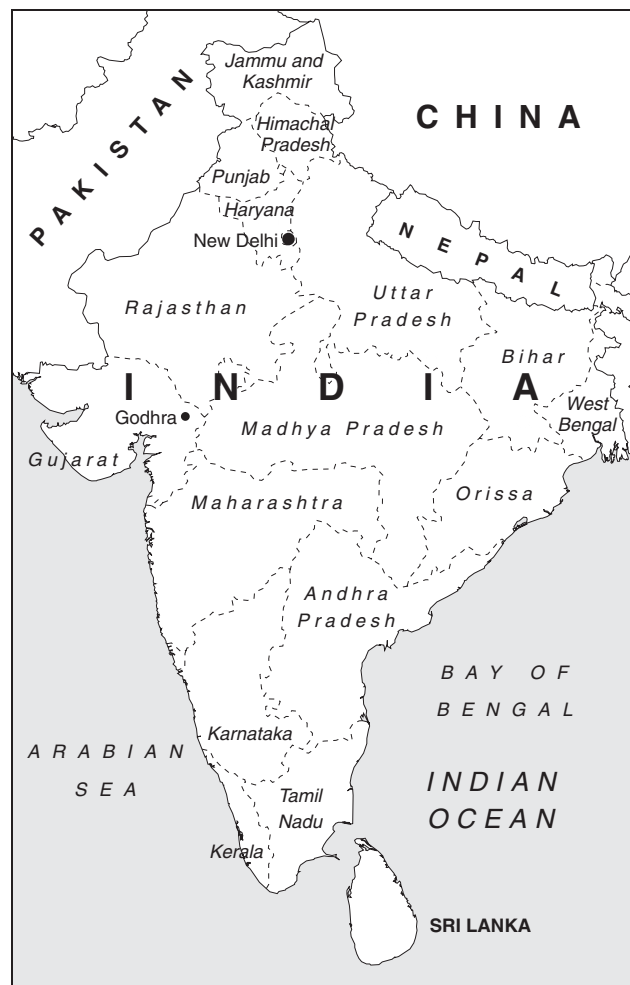 Jammu and
Kashmir
PAKISTAN
CHINA
Himachal
Pradesh
Punjab
Haryana
New Delhi
NEPAL
Rajasthan
Uttar
Pradesh
Bihar
INDIA
West
Bengal
Godhra
Madhya Pradesh
Gujarat
Maharashtra
Orissa
Andhra
Pradesh
BAY OF
BENGAL
Karnataka
ARABIAN
SEA
INDIAN
OCEAN
Tamil
Nadu
Kerala
SRI LANKA